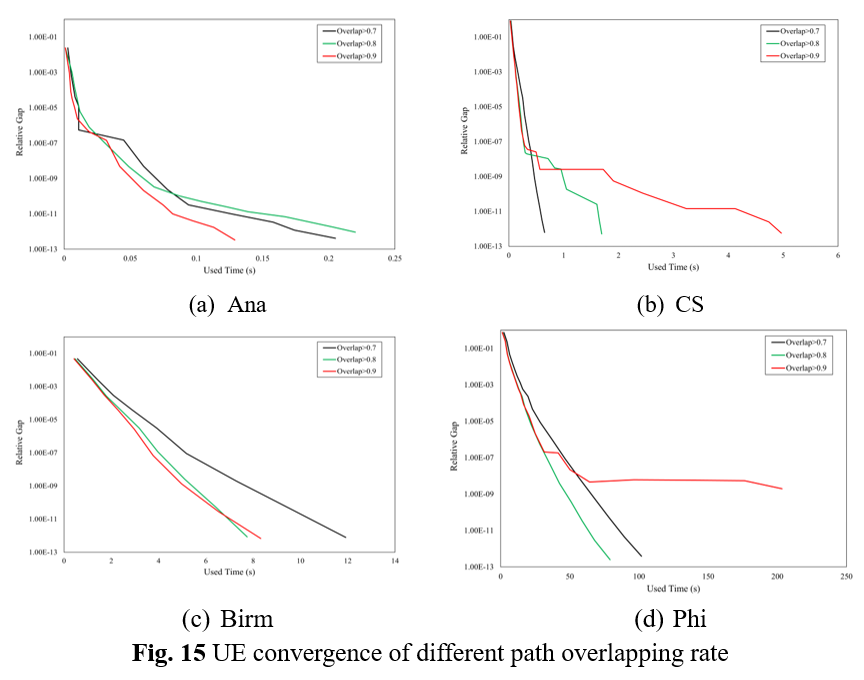 Overlap>0.7
Overlap>0.8
Overlap>0.9
1.00E-01
1.00E-03
1.00E-05
1.00E-07
1.00E-09
1.00E-11
1.00E-13
Relative Gap
0 0.05 0.1 0.15 0.2 0.25
Used Time (s)
(a) Ana
Overlap>0.7
Overlap>0.8
Overlap>0.9
1.00E-01
1.00E-03
1.00E-05
1.00E-07
1.00E-09
1.00E-11
1.00E-13
Relative Gap
0 1 2 3 4 5 6
Used Time (s)
(b) CS
Overlap>0.7
Overlap>0.8
Overlap>0.9
1.00E-01
1.00E-03
1.00E-05
1.00E-07
1.00E-09
1.00E-11
1.00E-13
Relative Gap
0 2 4 6 8 10 12 14
Used Time (s)
(c) Birm
Overlap>0.7
Overlap>0.8
Overlap>0.9
1.00E-01
1.00E-03
1.00E-05
1.00E-07
1.00E-09
1.00E-11
1.00E-13
Relative Gap
0 50 100 150 200 250
Used Time (s)
(d) Phi
Fig. 15 UE convergence of different path overlapping rate